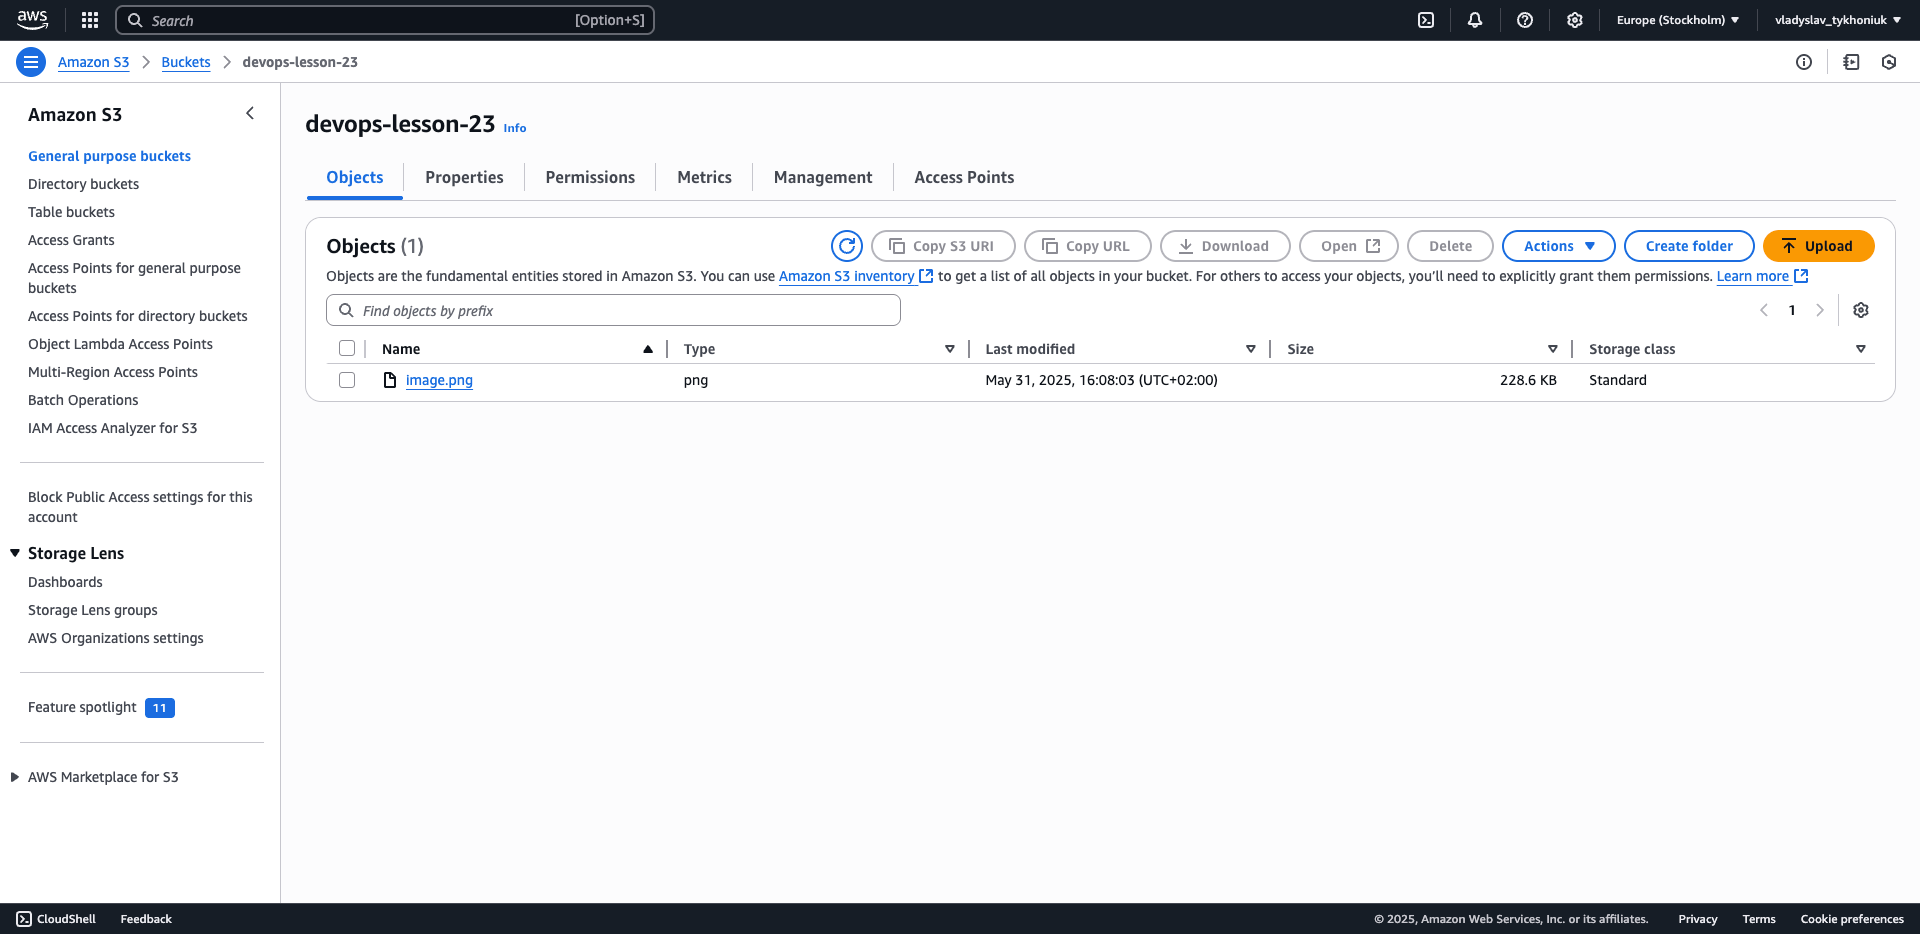 aws
Search [Option+S]
Europe (Stockholm)
vladyslav_tykhoniuk
Amazon S3
Buckets
devops-lesson-23
Amazon S3
General purpose buckets
Directory buckets
Table buckets
Access Grants
Access Points for general purpose
buckets
Access Points for directory buckets
Object Lambda Access Points
Multi-Region Access Points
Batch Operations
IAM Access Analyzer for S3
Block Public Access settings for this
account
Storage Lens
Dashboards
Storage Lens groups
AWS Organizations settings
Feature spotlight 11
AWS Marketplace for S3
devops-lesson-23 Info
Objects
Properties
Permissions
Metrics
Management
Access Points
Objects (1)
Copy S3 URI
Copy URL
Download
Open
Delete
Actions
Create folder
Upload
Objects are the fundamental entities stored in Amazon S3. You can use Amazon S3 inventory to get a list of all objects in your bucket. For others to access your objects, you’ll need to explicitly grant them permissions. Learn more
Find objects by prefix
1
Name Type Last modified Size Storage class
image.png png May 31, 2025, 16:08:03 (UTC+02:00) 228.6 KB Standard
CloudShell
Feedback
© 2025, Amazon Web Services, Inc. or its affiliates.
Privacy
Terms
Cookie preferences